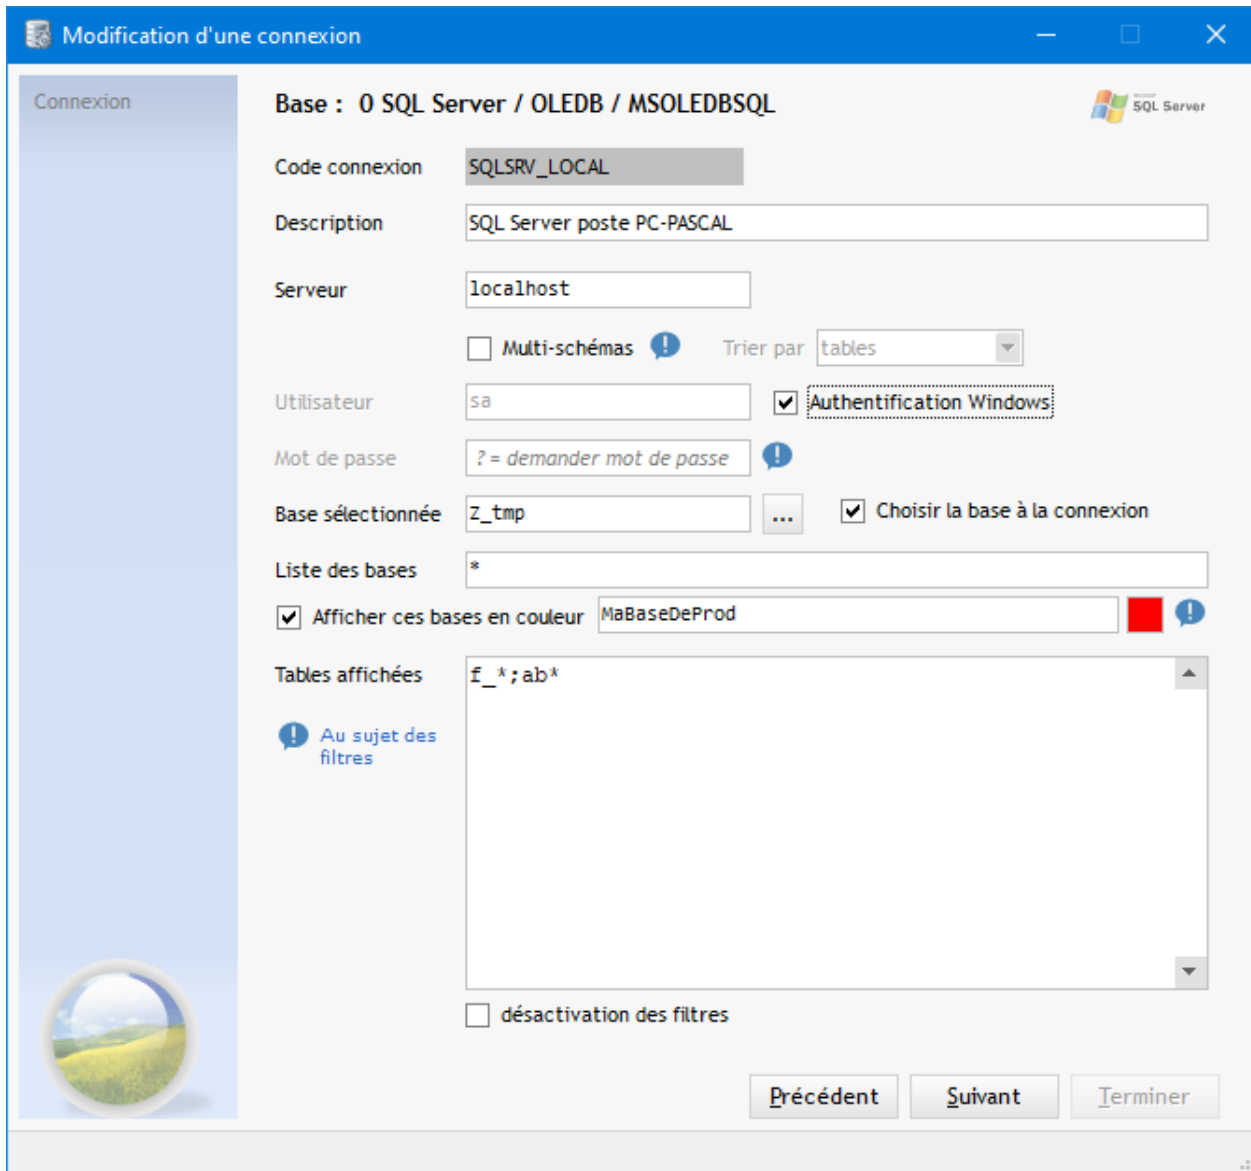 Modification d'une connexion
Connexion
Base : 0 SQL Server / OLEDB / MSOLEDBSQL
SQL Server
Code connexion SQLSRV_LOCAL
Description SQL Server poste PC-PASCAL
Serveur localhost
Multi-schémas Trier par tables
Utilisateur sa Authentification Windows
Mot de passe ? = demander mot de passe
Base sélectionnée Z_tmp ... Choisir la base à la connexion
Liste des bases *
Afficher ces bases en couleur MaBaseDeProd
Tables affichées f_*;ab*
Au sujet des
filtres
désactivation des filtres
Précédent Suivant Terminer